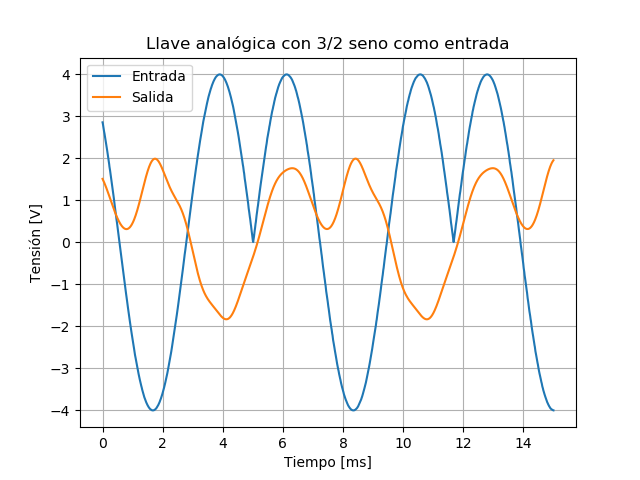 Llave analógica con 3/2 seno como entrada
Entrada
Salida
Tensión [V]
4
3
2
1
0
−1
−2
−3
−4
0 2 4 6 8 10 12 14
Tiempo [ms]